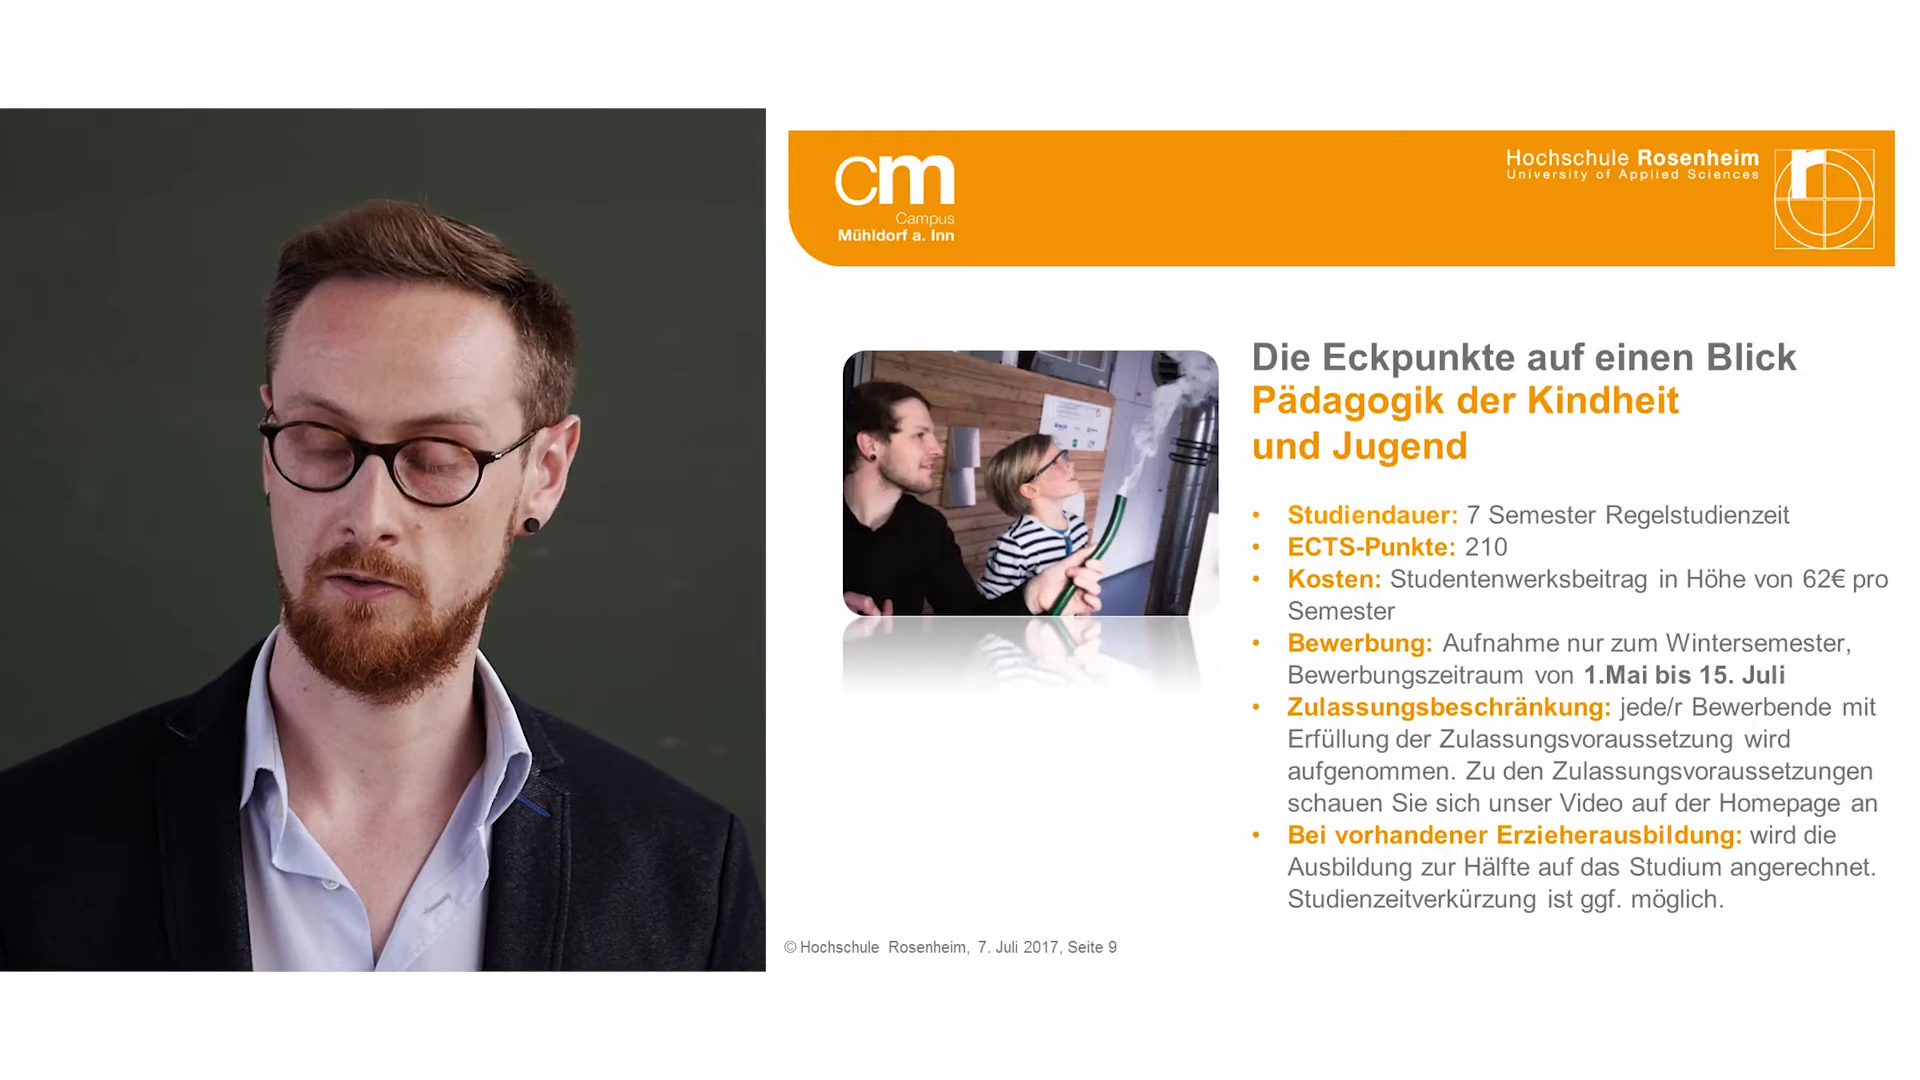 cm
Campus
Mühldorf a. Inn
Hochschule Rosenheim
University of Applied Sciences
r
Die Eckpunkte auf einen Blick
Pädagogik der Kindheit
und Jugend
• Studiendauer: 7 Semester Regelstudienzeit
• ECTS-Punkte: 210
• Kosten: Studentenwerksbeitrag in Höhe von 62€ pro
Semester
• Bewerbung: Aufnahme nur zum Wintersemester,
Bewerbungszeitraum von 1.Mai bis 15. Juli
• Zulassungsbeschränkung: jede/r Bewerbende mit
Erfüllung der Zulassungsvoraussetzung wird
aufgenommen. Zu den Zulassungsvoraussetzungen
schauen Sie sich unser Video auf der Homepage an
• Bei vorhandener Erzieherausbildung: wird die
Ausbildung zur Hälfte auf das Studium angerechnet.
Studienzeitverkürzung ist ggf. möglich.
© Hochschule Rosenheim, 7. Juli 2017, Seite 9